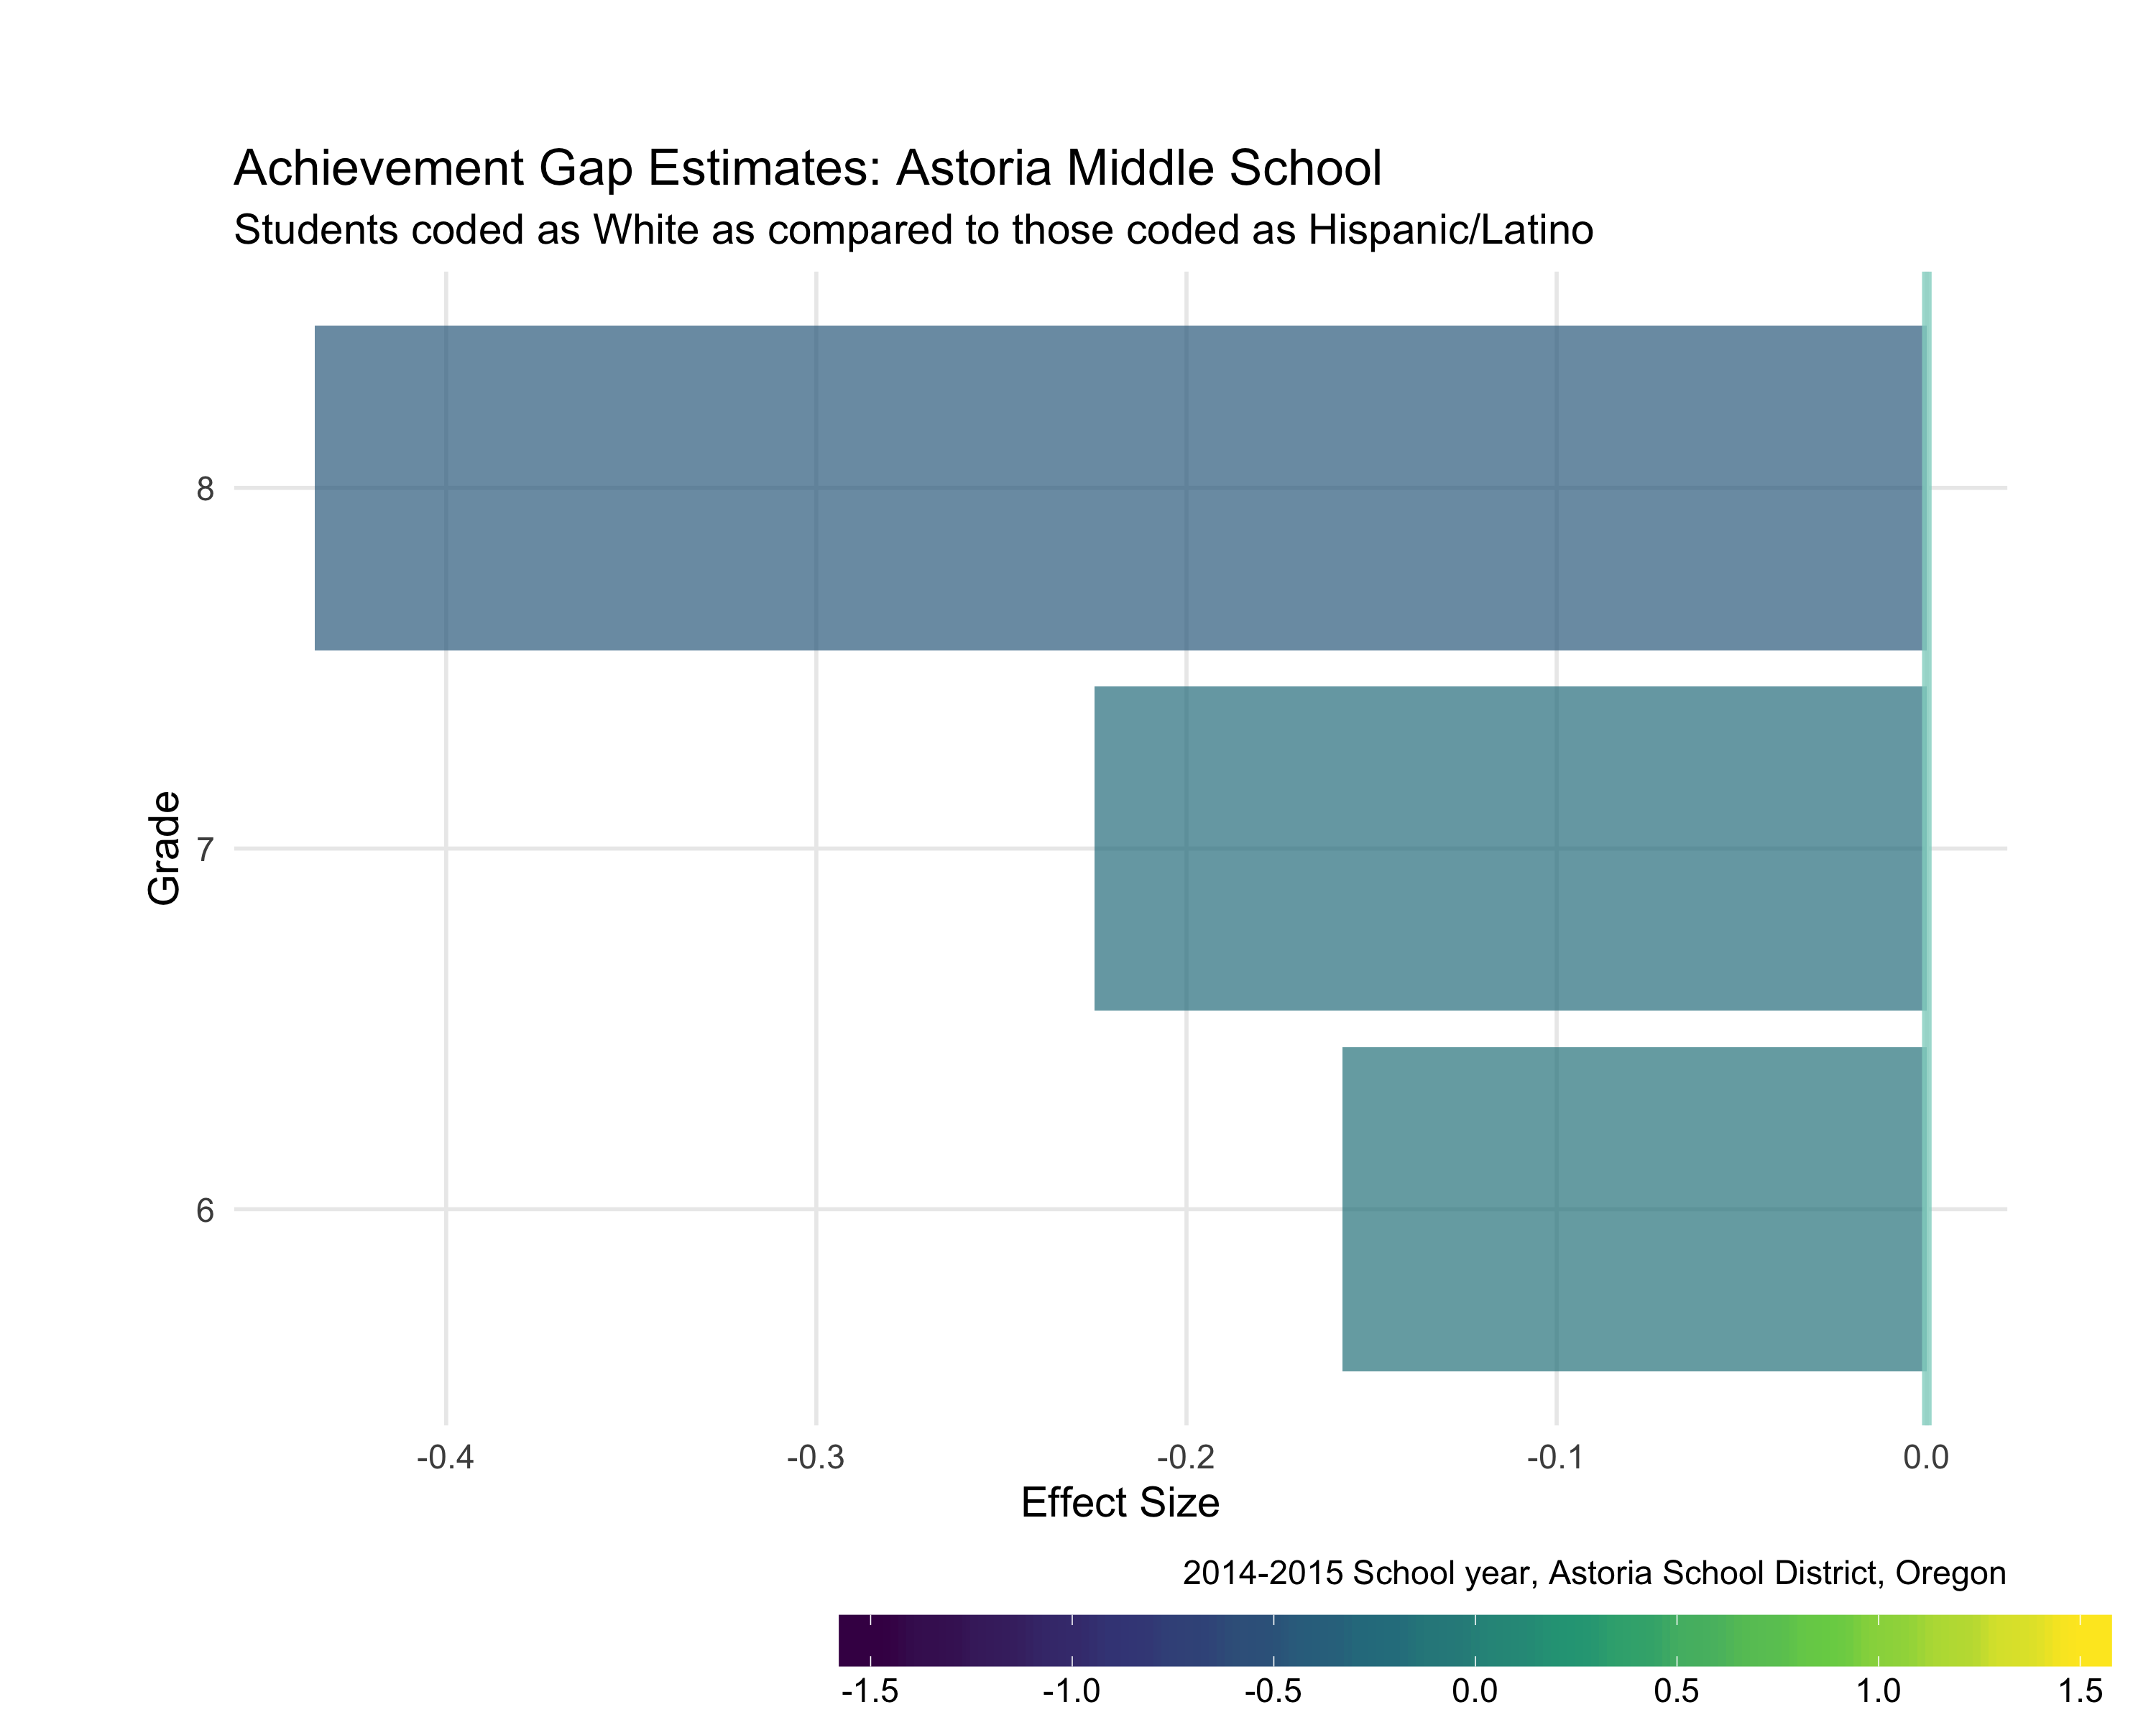 Achievement Gap Estimates: Astoria Middle School
Students coded as White as compared to those coded as Hispanic/Latino
8
7
6
Grade
-0.4 -0.3 -0.2 -0.1 0.0
Effect Size
2014-2015 School year, Astoria School District, Oregon
-1.5 -1.0 -0.5 0.0 0.5 1.0 1.5